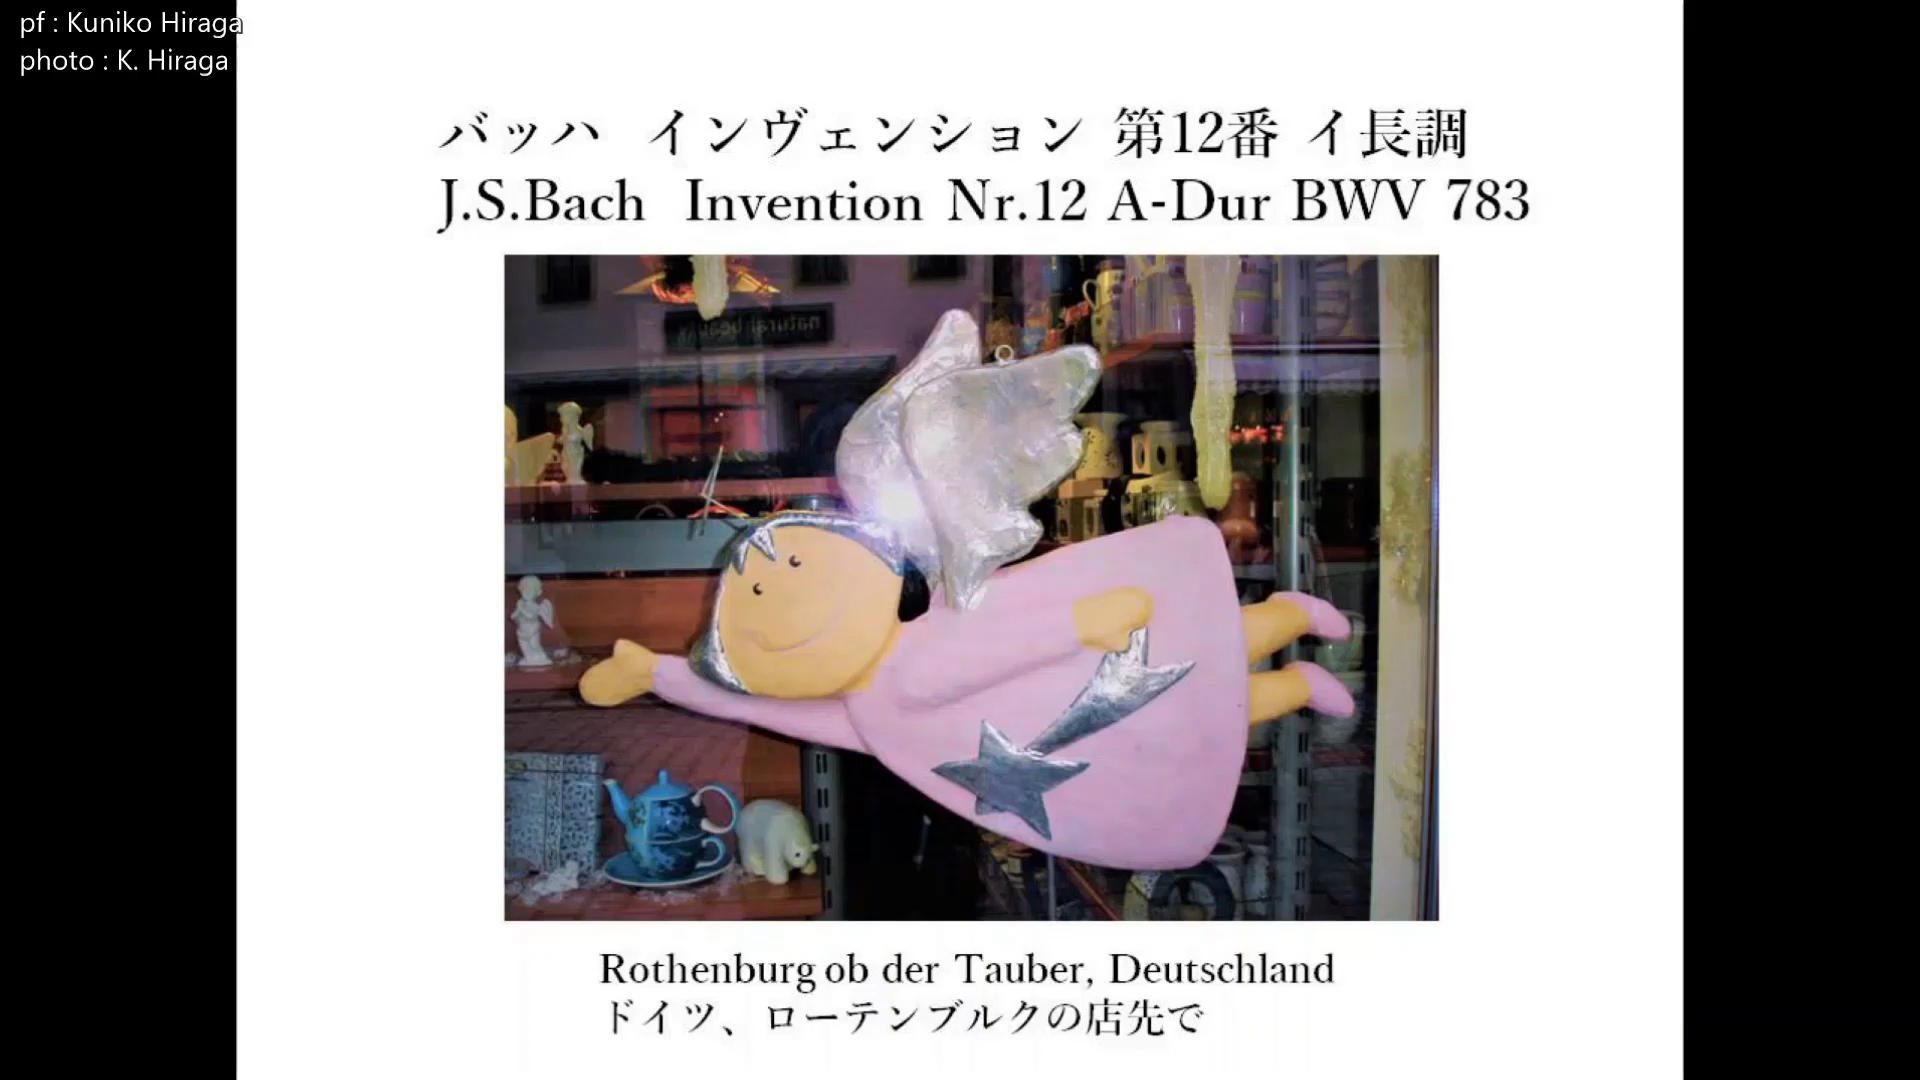 pf : Kuniko Hiraga
photo : K. Hiraga
バッハ インヴェンション 第12番 イ長調
J.S.Bach Invention Nr.12 A-Dur BWV 783
natural beauty
Rothenburg ob der Tauber, Deutschland
ドイツ、ローテンブルクの店先で